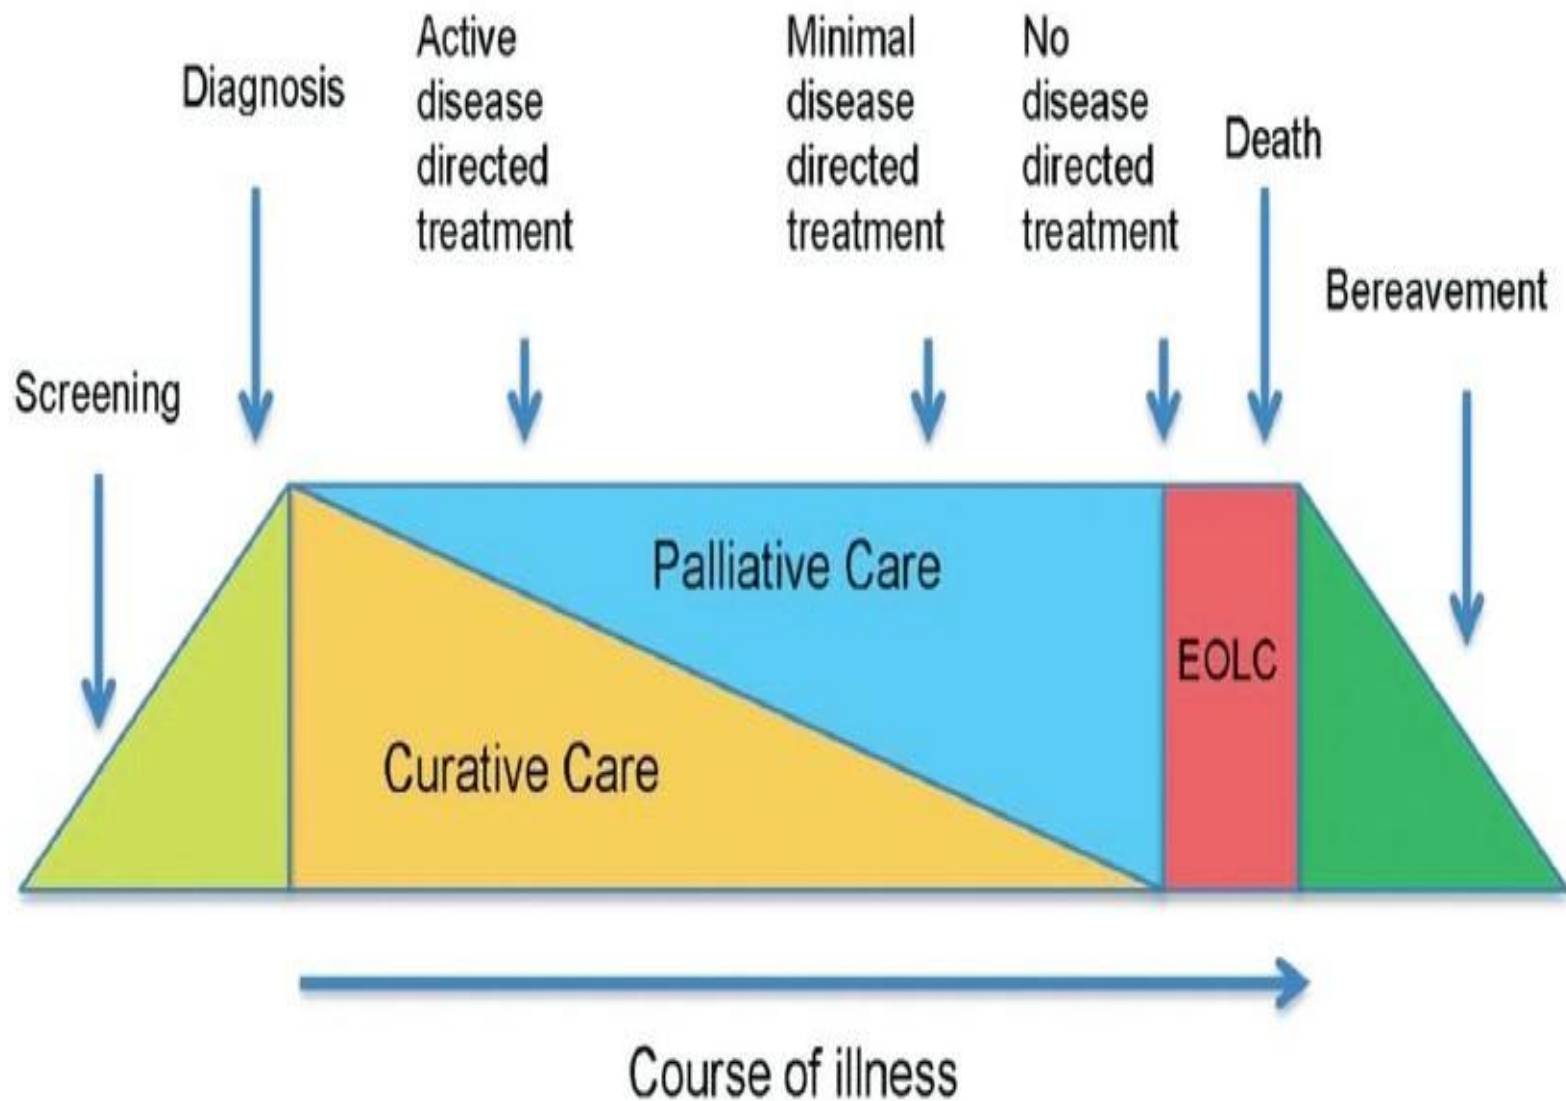 Screening
Diagnosis
Active
disease
directed
treatment
Minimal
disease
directed
treatment
No
disease
directed
treatment
Death
Bereavement
Palliative Care
Curative Care
EOLC
Course of illness